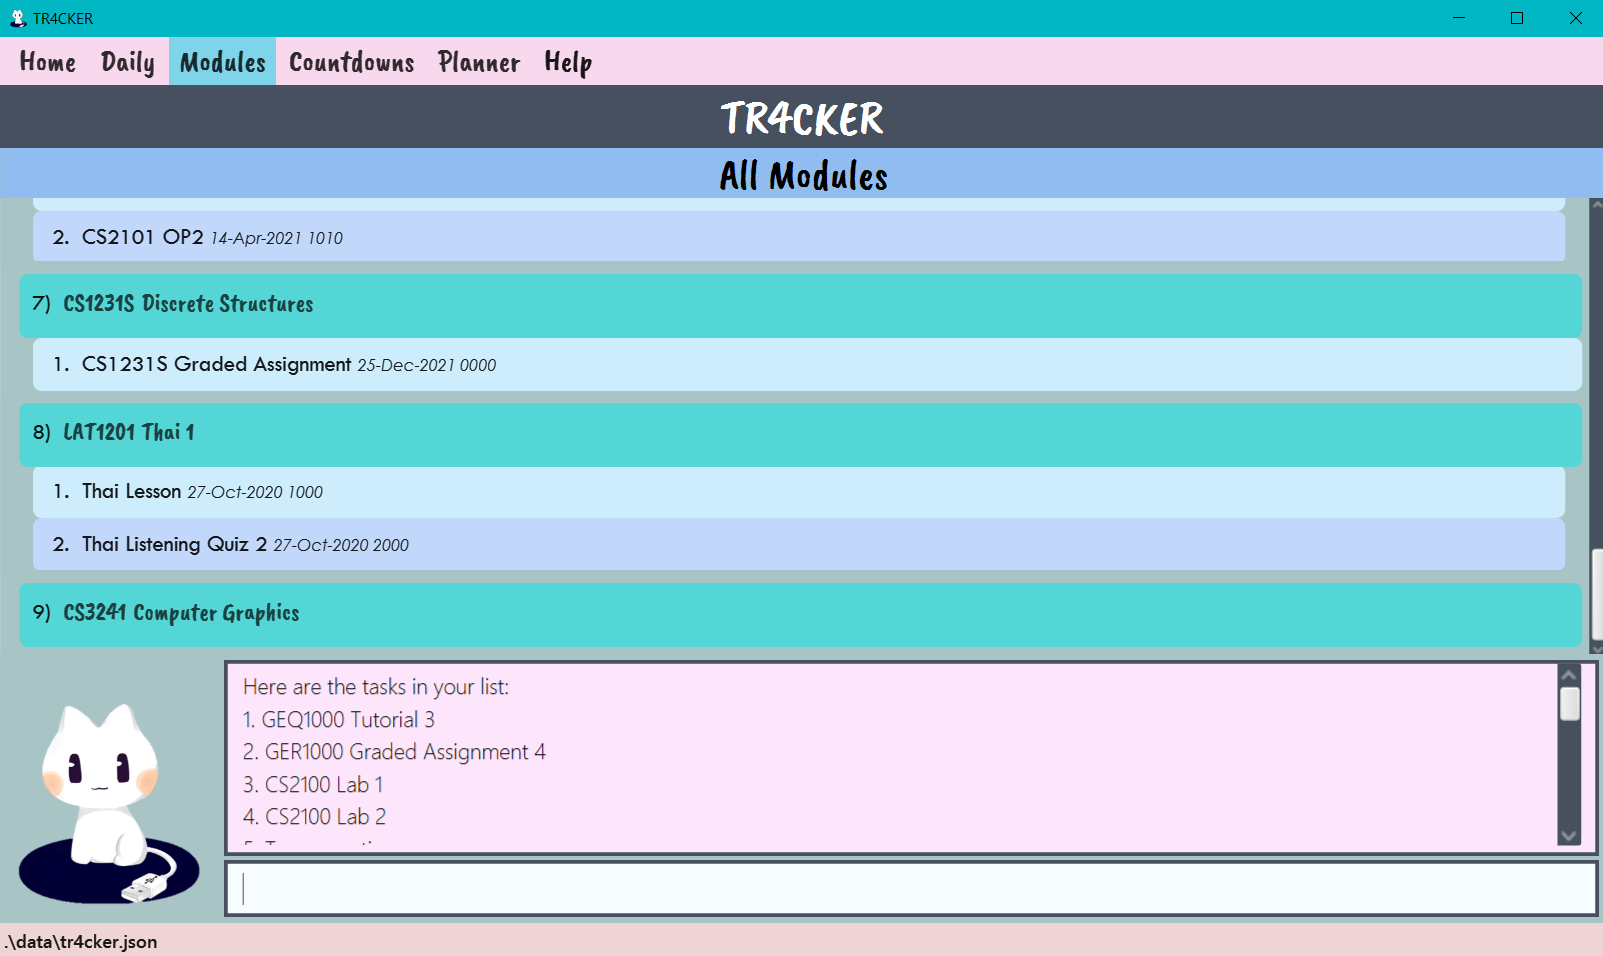 TR4CKER
Home Daily Modules Countdowns Planner Help
TR4CKER
All Modules
2. CS2101 OP2 14-Apr-2021 1010
7) CS1231S Discrete Structures
1. CS1231S Graded Assignment 25-Dec-2021 0000
8) LAT1201 Thai 1
1. Thai Lesson 27-Oct-2020 1000
2. Thai Listening Quiz 2 27-Oct-2020 2000
9) CS3241 Computer Graphics
Here are the tasks in your list:
1. GEQ1000 Tutorial 3
2. GER1000 Graded Assignment 4
3. CS2100 Lab 1
4. CS2100 Lab 2
.\data\tr4cker.json